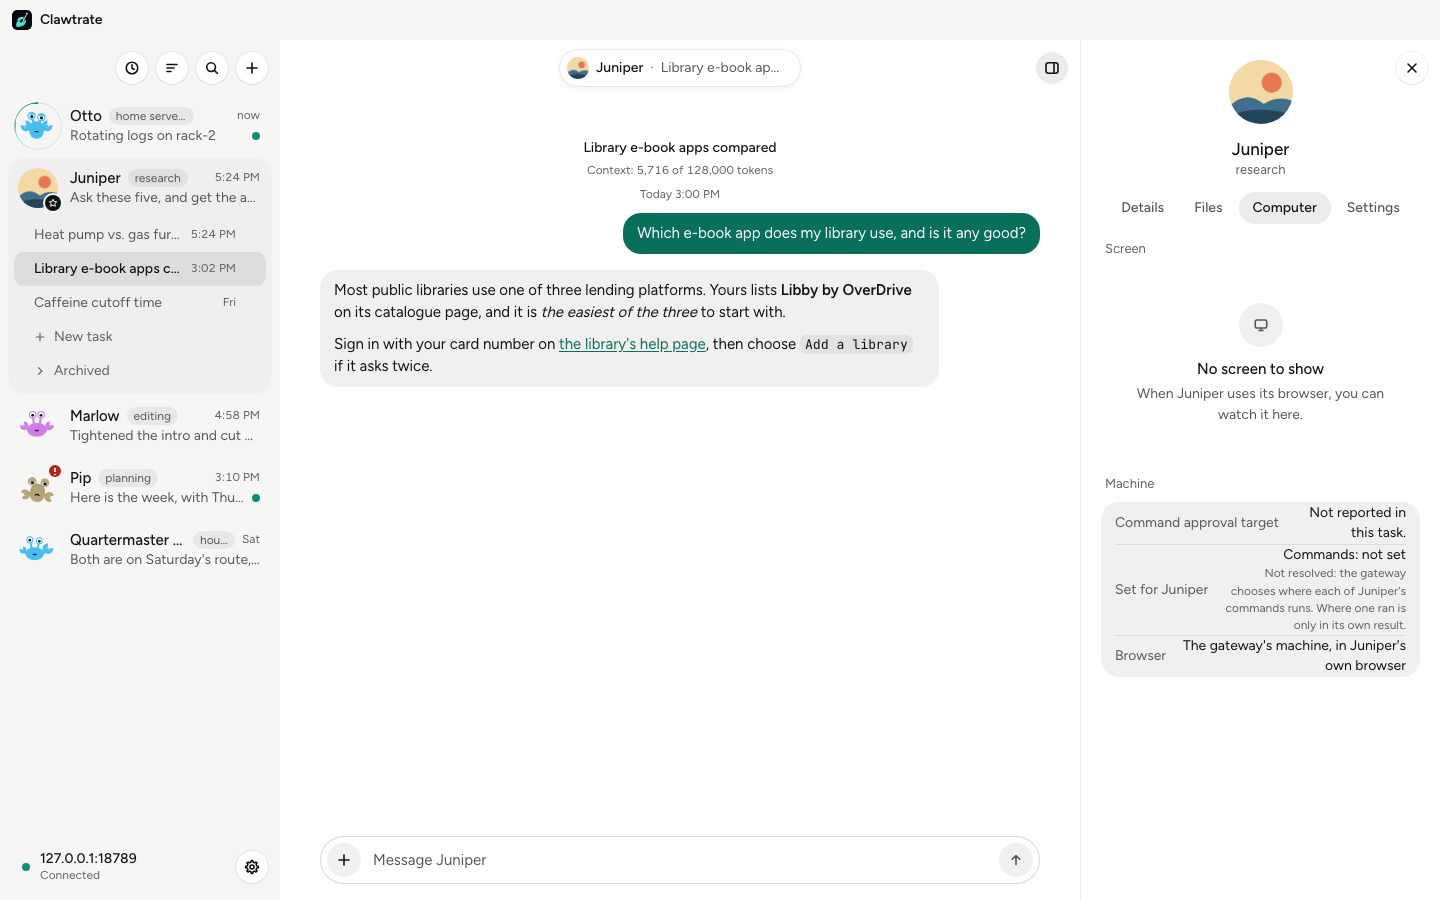 Clawtrate
Otto home serve... now
Rotating logs on rack-2
Juniper research 5:24 PM
Ask these five, and get the a...
Heat pump vs. gas fur... 5:24 PM
Library e-book apps c... 3:02 PM
Caffeine cutoff time Fri
+ New task
Archived
Marlow editing 4:58 PM
Tightened the intro and cut ...
Pip planning 3:10 PM
Here is the week, with Thu...
Quartermaster ... hou... Sat
Both are on Saturday's route,...
127.0.0.1:18789
Connected
Juniper · Library e-book ap...
Library e-book apps compared
Context: 5,716 of 128,000 tokens
Today 3:00 PM
Which e-book app does my library use, and is it any good?
Most public libraries use one of three lending platforms. Yours lists Libby by OverDrive
on its catalogue page, and it is the easiest of the three to start with.
Sign in with your card number on the library's help page, then choose Add a library
if it asks twice.
Message Juniper
Juniper
research
Details Files Computer Settings
Screen
No screen to show
When Juniper uses its browser, you can
watch it here.
Machine
Command approval target Not reported in
this task.
Set for Juniper Commands: not set
Not resolved: the gateway
chooses where each of Juniper's
commands runs. Where one ran is
only in its own result.
Browser The gateway's machine, in Juniper's
own browser